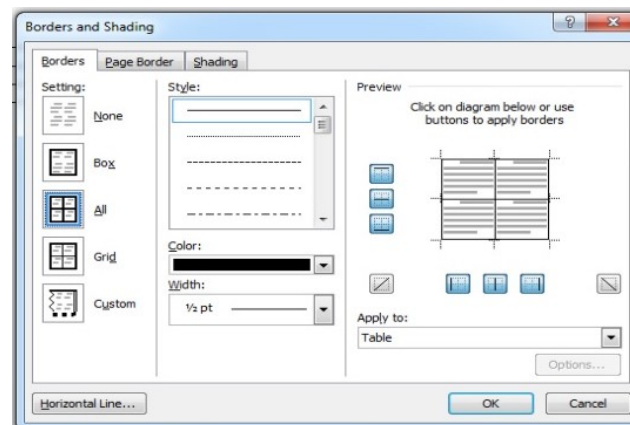 Borders and Shading
Borders
Page Border
Shading
Setting:
None
Box
All
Grid
Custom
Style:
Color:
Width:
½ pt
Preview
Click on diagram below or use
buttons to apply borders
Apply to:
Table
Options...
Horizontal Line...
OK
Cancel